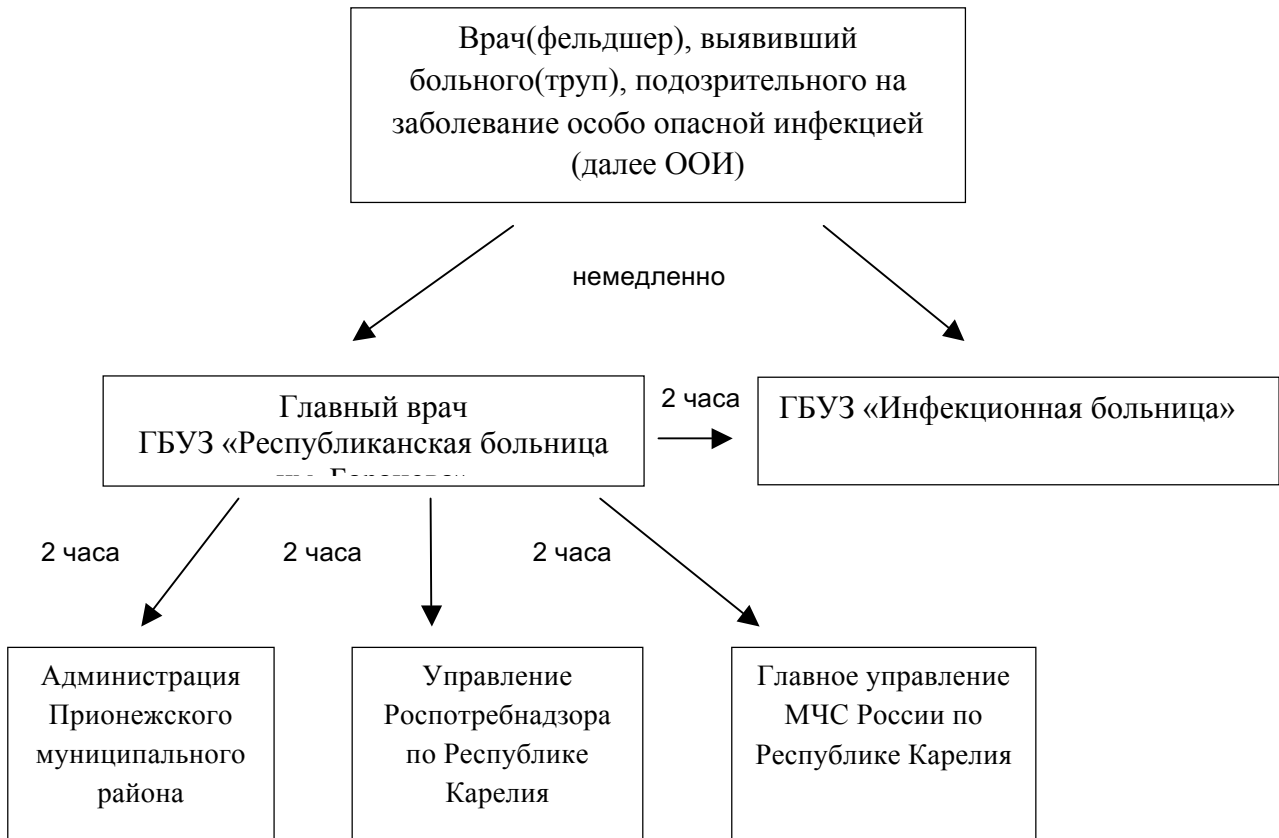 Врач(фельдшер), выявивший
больного(труп), подозрительного на
заболевание особо опасной инфекцией
(далее ООИ)
немедленно
Главный врач
ГБУЗ «Республиканская больница
2 часа
ГБУЗ «Инфекционная больница»
2 часа
2 часа
2 часа
Администрация
Прионежского
муниципального
района
Управление
Роспотребнадзора
по Республике
Карелия
Главное управление
МЧС России по
Республике Карелия